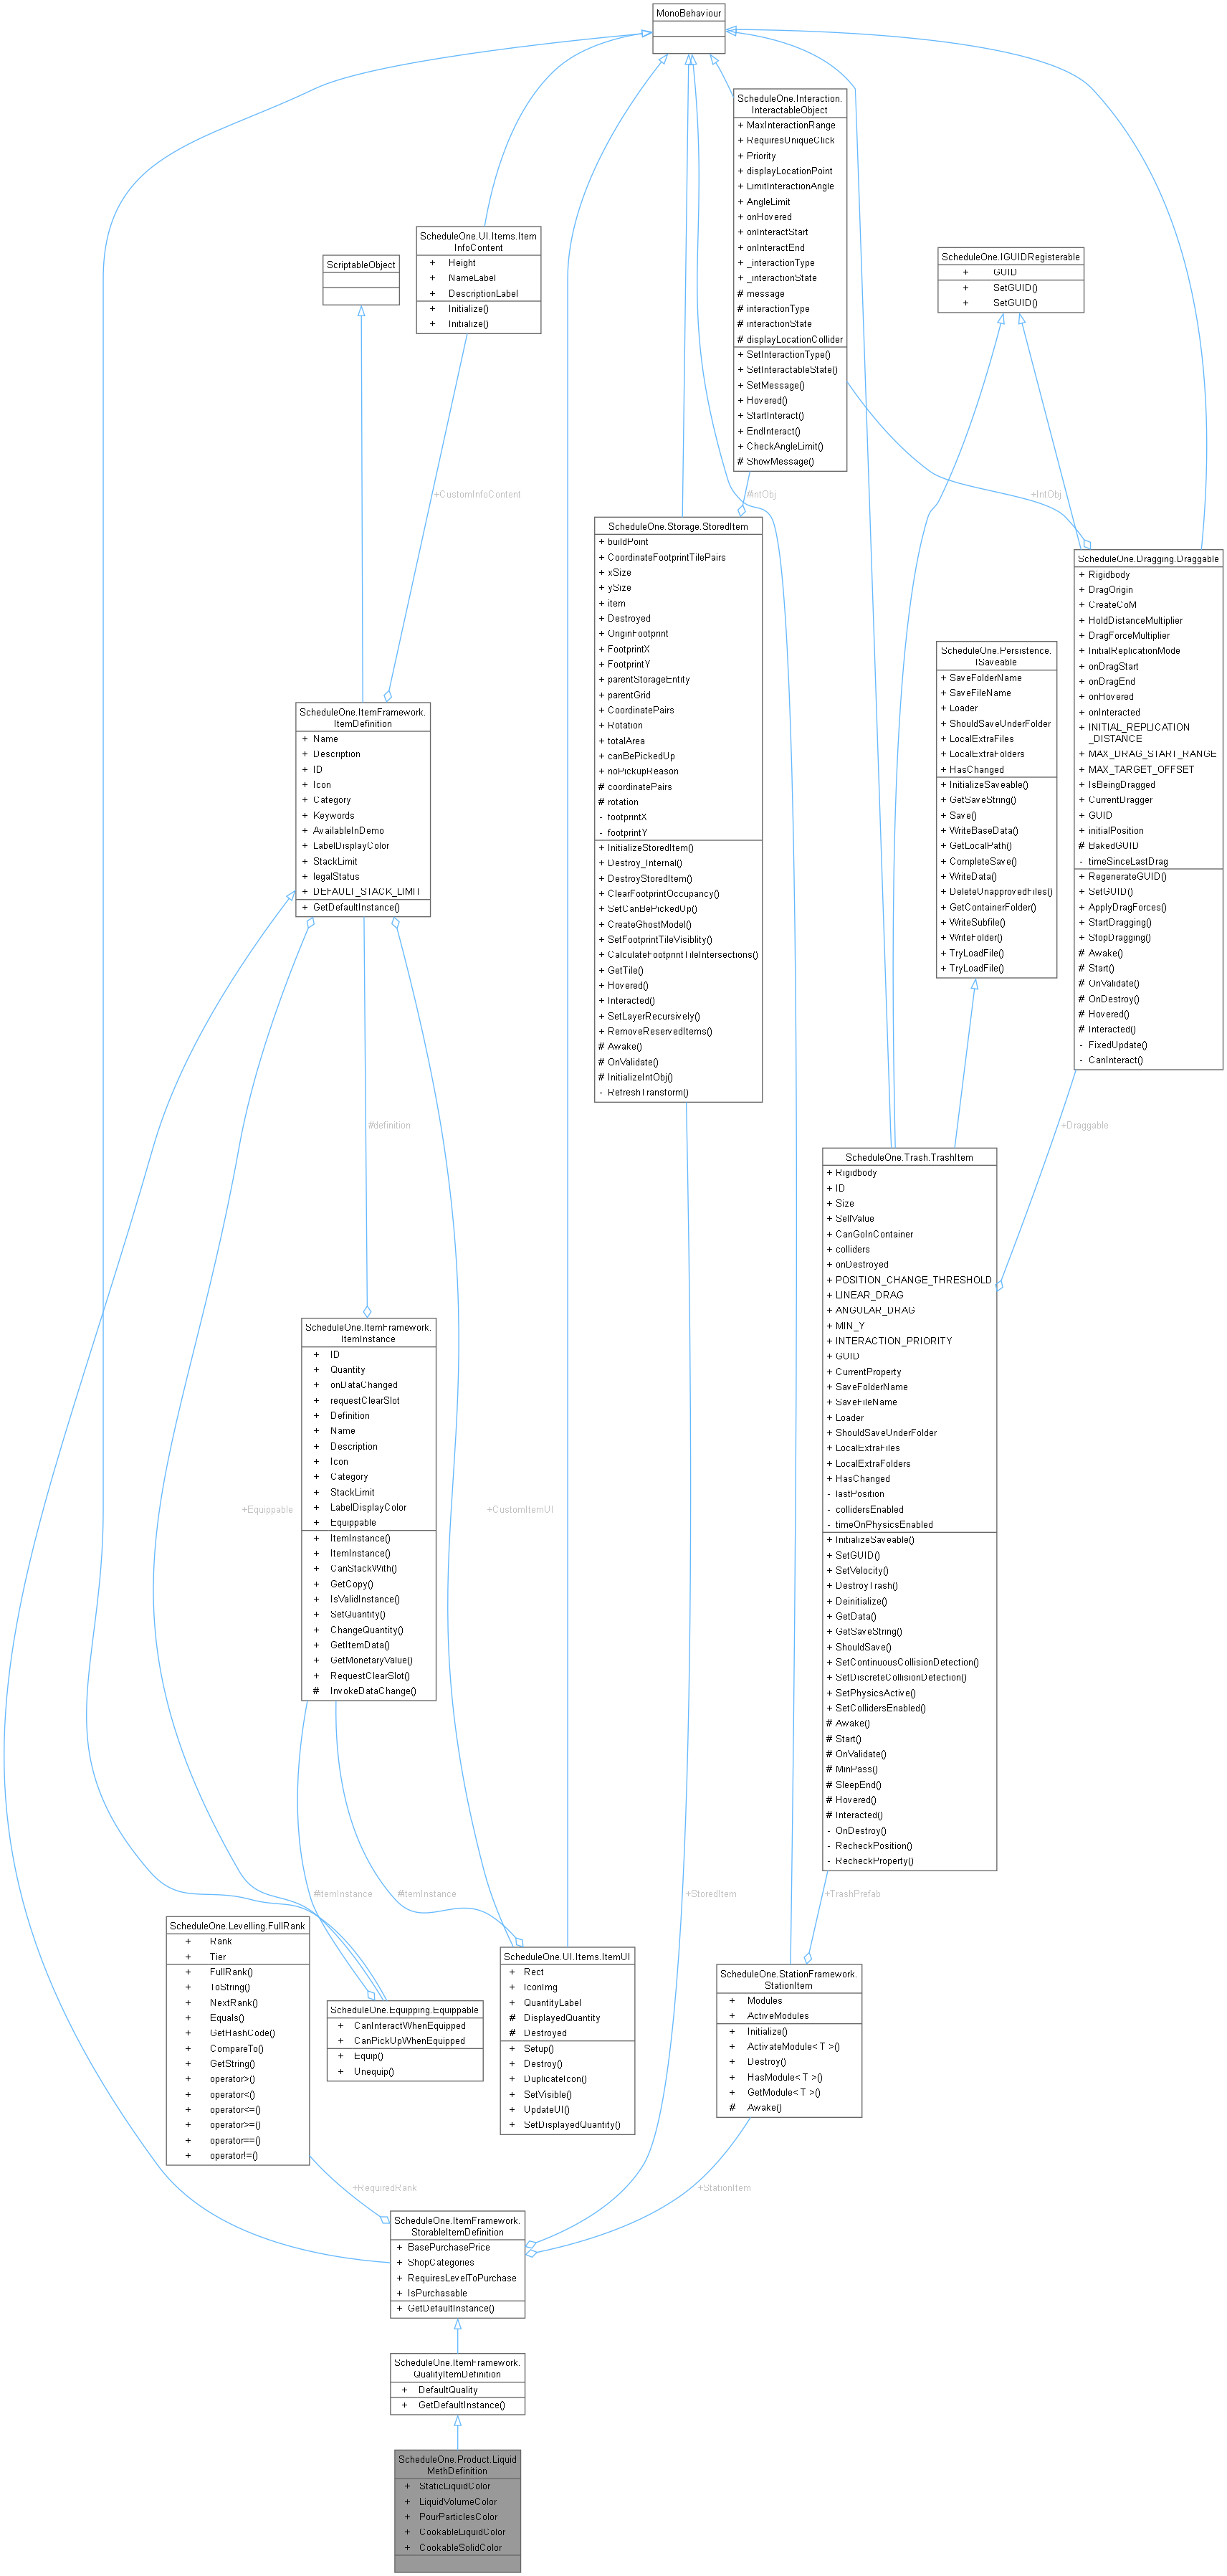 MonoBehaviour
ScheduleOne.Interaction.
InteractableObject
+ MaxInteractionRange
+ RequiresUniqueClick
+ Priority
+ displayLocationPoint
+ LimitInteractionAngle
+ AngleLimit
+ onHovered
+ onInteractStart
+ onInteractEnd
+ _interactionType
+ _interactionState
# message
# interactionType
# interactionState
# displayLocationCollider
+ SetInteractionType()
+ SetInteractableState()
+ SetMessage()
+ Hovered()
+ StartInteract()
+ EndInteract()
+ CheckAngleLimit()
# ShowMessage()
ScheduleOne.UI.Items.Item
InfoContent
+ Height
+ NameLabel
+ DescriptionLabel
+ Initialize()
+ Initialize()
ScriptableObject
ScheduleOne.IGUIDRegisterable
+ GUID
+ SetGUID()
+ SetGUID()
+CustomInfoContent
#intObj
+IntObj
ScheduleOne.Storage.StoredItem
+ buildPoint
+ CoordinateFootprintTilePairs
+ xSize
+ ySize
+ item
+ Destroyed
+ OriginFootprint
+ FootprintX
+ FootprintY
+ parentStorageEntity
+ parentGrid
+ CoordinatePairs
+ Rotation
+ totalArea
+ canBePickedUp
+ noPickupReason
# coordinatePairs
# rotation
- footprintX
- footprintY
+ InitializeStoredItem()
+ Destroy_Internal()
+ DestroyStoredItem()
+ ClearFootprintOccupancy()
+ SetCanBePickedUp()
+ CreateGhostModel()
+ SetFootprintTileVisiblity()
+ CalculateFootprintTileIntersections()
+ GetTile()
+ Hovered()
+ Interacted()
+ SetLayerRecursively()
+ RemoveReservedItems()
# Awake()
# OnValidate()
# InitializeIntObj()
- RefreshTransform()
ScheduleOne.Dragging.Draggable
+ Rigidbody
+ DragOrigin
+ CreateCoM
+ HoldDistanceMultiplier
+ DragForceMultiplier
+ InitialReplicationMode
+ onDragStart
+ onDragEnd
+ onHovered
+ onInteracted
+ INITIAL_REPLICATION
_DISTANCE
+ MAX_DRAG_START_RANGE
+ MAX_TARGET_OFFSET
+ IsBeingDragged
+ CurrentDragger
+ GUID
+ initialPosition
# BakedGUID
- timeSinceLastDrag
+ RegenerateGUID()
+ SetGUID()
+ ApplyDragForces()
+ StartDragging()
+ StopDragging()
# Awake()
# Start()
# OnValidate()
# OnDestroy()
# Hovered()
# Interacted()
- FixedUpdate()
- CanInteract()
ScheduleOne.Persistence.
ISaveable
+ SaveFolderName
+ SaveFileName
+ Loader
+ ShouldSaveUnderFolder
+ LocalExtraFiles
+ LocalExtraFolders
+ HasChanged
+ InitializeSaveable()
+ GetSaveString()
+ Save()
+ WriteBaseData()
+ GetLocalPath()
+ CompleteSave()
+ WriteData()
+ DeleteUnapprovedFiles()
+ GetContainerFolder()
+ WriteSubfile()
+ WriteFolder()
+ TryLoadFile()
+ TryLoadFile()
ScheduleOne.ItemFramework.
ItemDefinition
+ Name
+ Description
+ ID
+ Icon
+ Category
+ Keywords
+ AvailableInDemo
+ LabelDisplayColor
+ StackLimit
+ legalStatus
+ DEFAULT_STACK_LIMIT
+ GetDefaultInstance()
#definition
+Draggable
ScheduleOne.Trash.TrashItem
+ Rigidbody
+ ID
+ Size
+ SellValue
+ CanGoInContainer
+ colliders
+ onDestroyed
+ POSITION_CHANGE_THRESHOLD
+ LINEAR_DRAG
+ ANGULAR_DRAG
+ MIN_Y
+ INTERACTION_PRIORITY
+ GUID
+ CurrentProperty
+ SaveFolderName
+ SaveFileName
+ Loader
+ ShouldSaveUnderFolder
+ LocalExtraFiles
+ LocalExtraFolders
+ HasChanged
- lastPosition
- collidersEnabled
- timeOnPhysicsEnabled
+ InitializeSaveable()
+ SetGUID()
+ SetVelocity()
+ DestroyTrash()
+ Deinitialize()
+ GetData()
+ GetSaveString()
+ ShouldSave()
+ SetContinuousCollisionDetection()
+ SetDiscreteCollisionDetection()
+ SetPhysicsActive()
+ SetCollidersEnabled()
# Awake()
# Start()
# OnValidate()
# MinPass()
# SleepEnd()
# Hovered()
# Interacted()
- OnDestroy()
- RecheckPosition()
- RecheckProperty()
ScheduleOne.ItemFramework.
ItemInstance
+ ID
+ Quantity
+ onDataChanged
+ requestClearSlot
+ Definition
+ Name
+ Description
+ Icon
+ Category
+ StackLimit
+ LabelDisplayColor
+ Equippable
+ ItemInstance()
+ ItemInstance()
+ CanStackWith()
+ GetCopy()
+ IsValidInstance()
+ SetQuantity()
+ ChangeQuantity()
+ GetItemData()
+ GetMonetaryValue()
+ RequestClearSlot()
# InvokeDataChange()
+Equippable
+CustomItemUI
#itemInstance
#itemInstance
+StoredItem
+TrashPrefab
ScheduleOne.Levelling.FullRank
+ Rank
+ Tier
+ FullRank()
+ ToString()
+ NextRank()
+ Equals()
+ GetHashCode()
+ CompareTo()
+ GetString()
+ operator>()
+ operator<()
+ operator<=()
+ operator>=()
+ operator==()
+ operator!=()
ScheduleOne.Equipping.Equippable
+ CanInteractWhenEquipped
+ CanPickUpWhenEquipped
+ Equip()
+ Unequip()
ScheduleOne.UI.Items.ItemUI
+ Rect
+ IconImg
+ QuantityLabel
# DisplayedQuantity
# Destroyed
+ Setup()
+ Destroy()
+ DuplicateIcon()
+ SetVisible()
+ UpdateUI()
+ SetDisplayedQuantity()
ScheduleOne.StationFramework.
StationItem
+ Modules
+ ActiveModules
+ Initialize()
+ ActivateModule< T >()
+ Destroy()
+ HasModule< T >()
+ GetModule< T >()
# Awake()
+RequiredRank
+StationItem
ScheduleOne.ItemFramework.
StorableItemDefinition
+ BasePurchasePrice
+ ShopCategories
+ RequiresLevelToPurchase
+ IsPurchasable
+ GetDefaultInstance()
ScheduleOne.ItemFramework.
QualityItemDefinition
+ DefaultQuality
+ GetDefaultInstance()
ScheduleOne.Product.Liquid
MethDefinition
+ StaticLiquidColor
+ LiquidVolumeColor
+ PourParticlesColor
+ CookableLiquidColor
+ CookableSolidColor